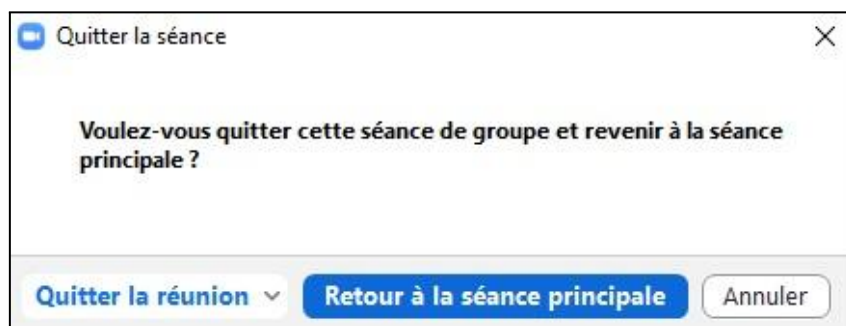 Quitter la séance
Voulez-vous quitter cette séance de groupe et revenir à la séance
principale ?
Quitter la réunion
Retour à la séance principale
Annuler